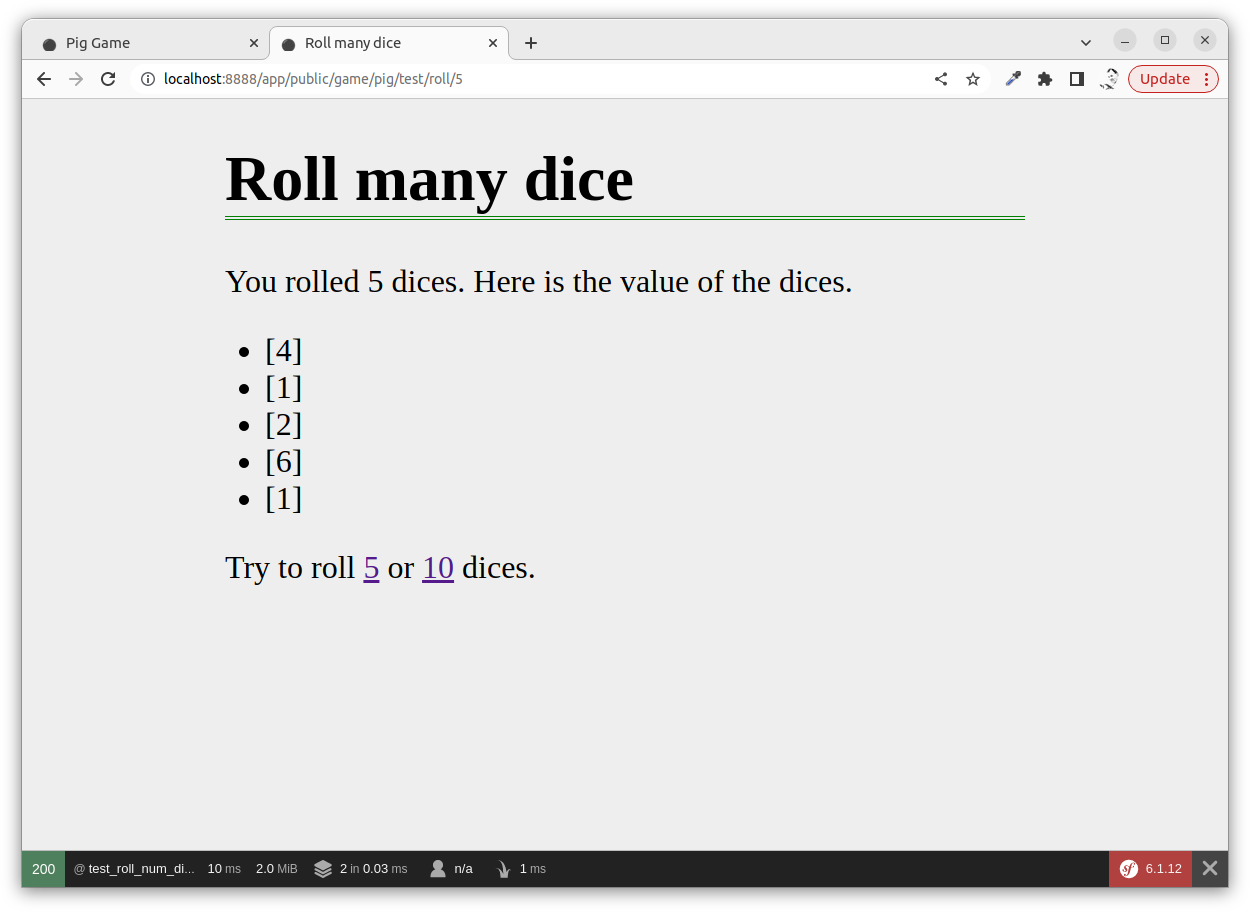 Pig Game
Roll many dice
localhost:8888/app/public/game/pig/test/roll/5
Update
Roll many dice
You rolled 5 dices. Here is the value of the dices.
[4]
[1]
[2]
[6]
[1]
Try to roll 5 or 10 dices.
200 @ test_roll_num_di... 10 ms 2.0 MiB 2 in 0.03 ms n/a 1 ms sf 6.1.12